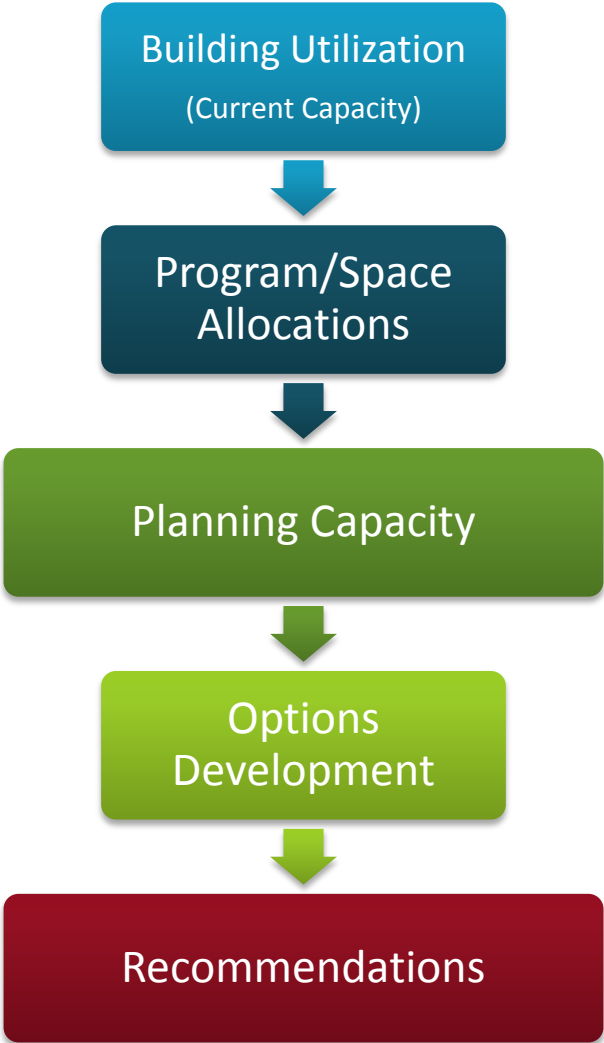 Building Utilization
(Current Capacity)
Program/Space
Allocations
Planning Capacity
Options
Development
Recommendations